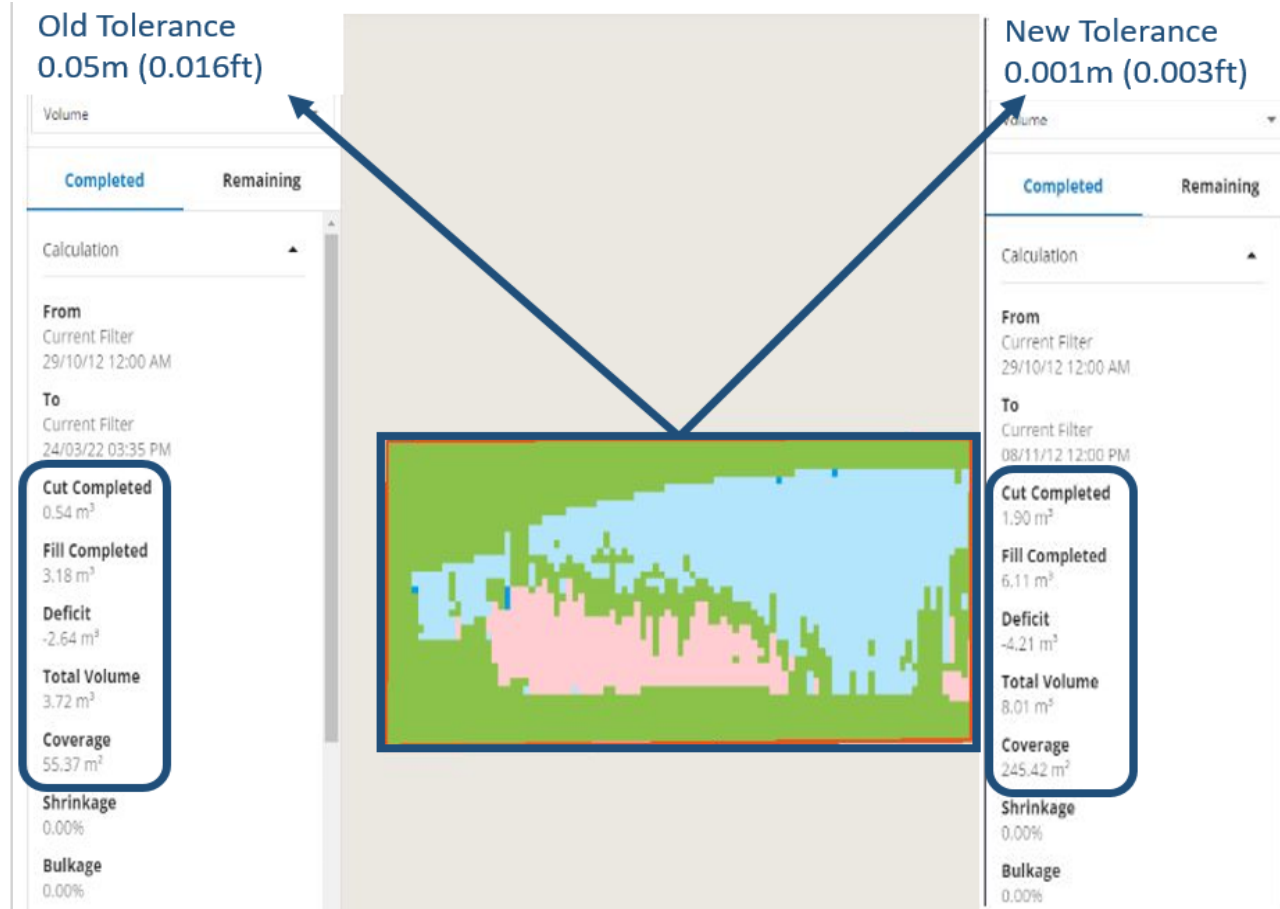 Old Tolerance
0.05m (0.016ft)
Volume
Completed Remaining
Calculation
From
Current Filter
29/10/12 12:00 AM
To
Current Filter
24/03/22 03:35 PM
Cut Completed
0.54 m³
Fill Completed
3.18 m³
Deficit
-2.64 m³
Total Volume
3.72 m³
Coverage
55.37 m²
Shrinkage
0.00%
Bulkage
0.00%
New Tolerance
0.001m (0.003ft)
Volume
Completed Remaining
Calculation
From
Current Filter
29/10/12 12:00 AM
To
Current Filter
08/11/12 12:00 PM
Cut Completed
1.90 m³
Fill Completed
6.11 m³
Deficit
-4.21 m³
Total Volume
8.01 m³
Coverage
245.42 m²
Shrinkage
0.00%
Bulkage
0.00%